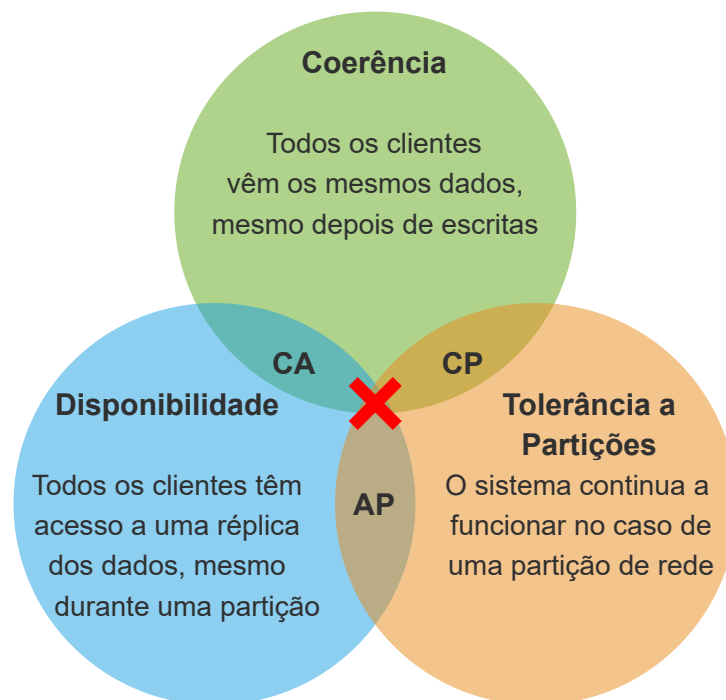 Coerência
Todos os clientes
vêm os mesmos dados,
mesmo depois de escritas
CA
CP
Disponibilidade
Todos os clientes têm
acesso a uma réplica
dos dados, mesmo
durante uma partição
Tolerância a
Partições
O sistema continua a
funcionar no caso de
uma partição de rede
AP